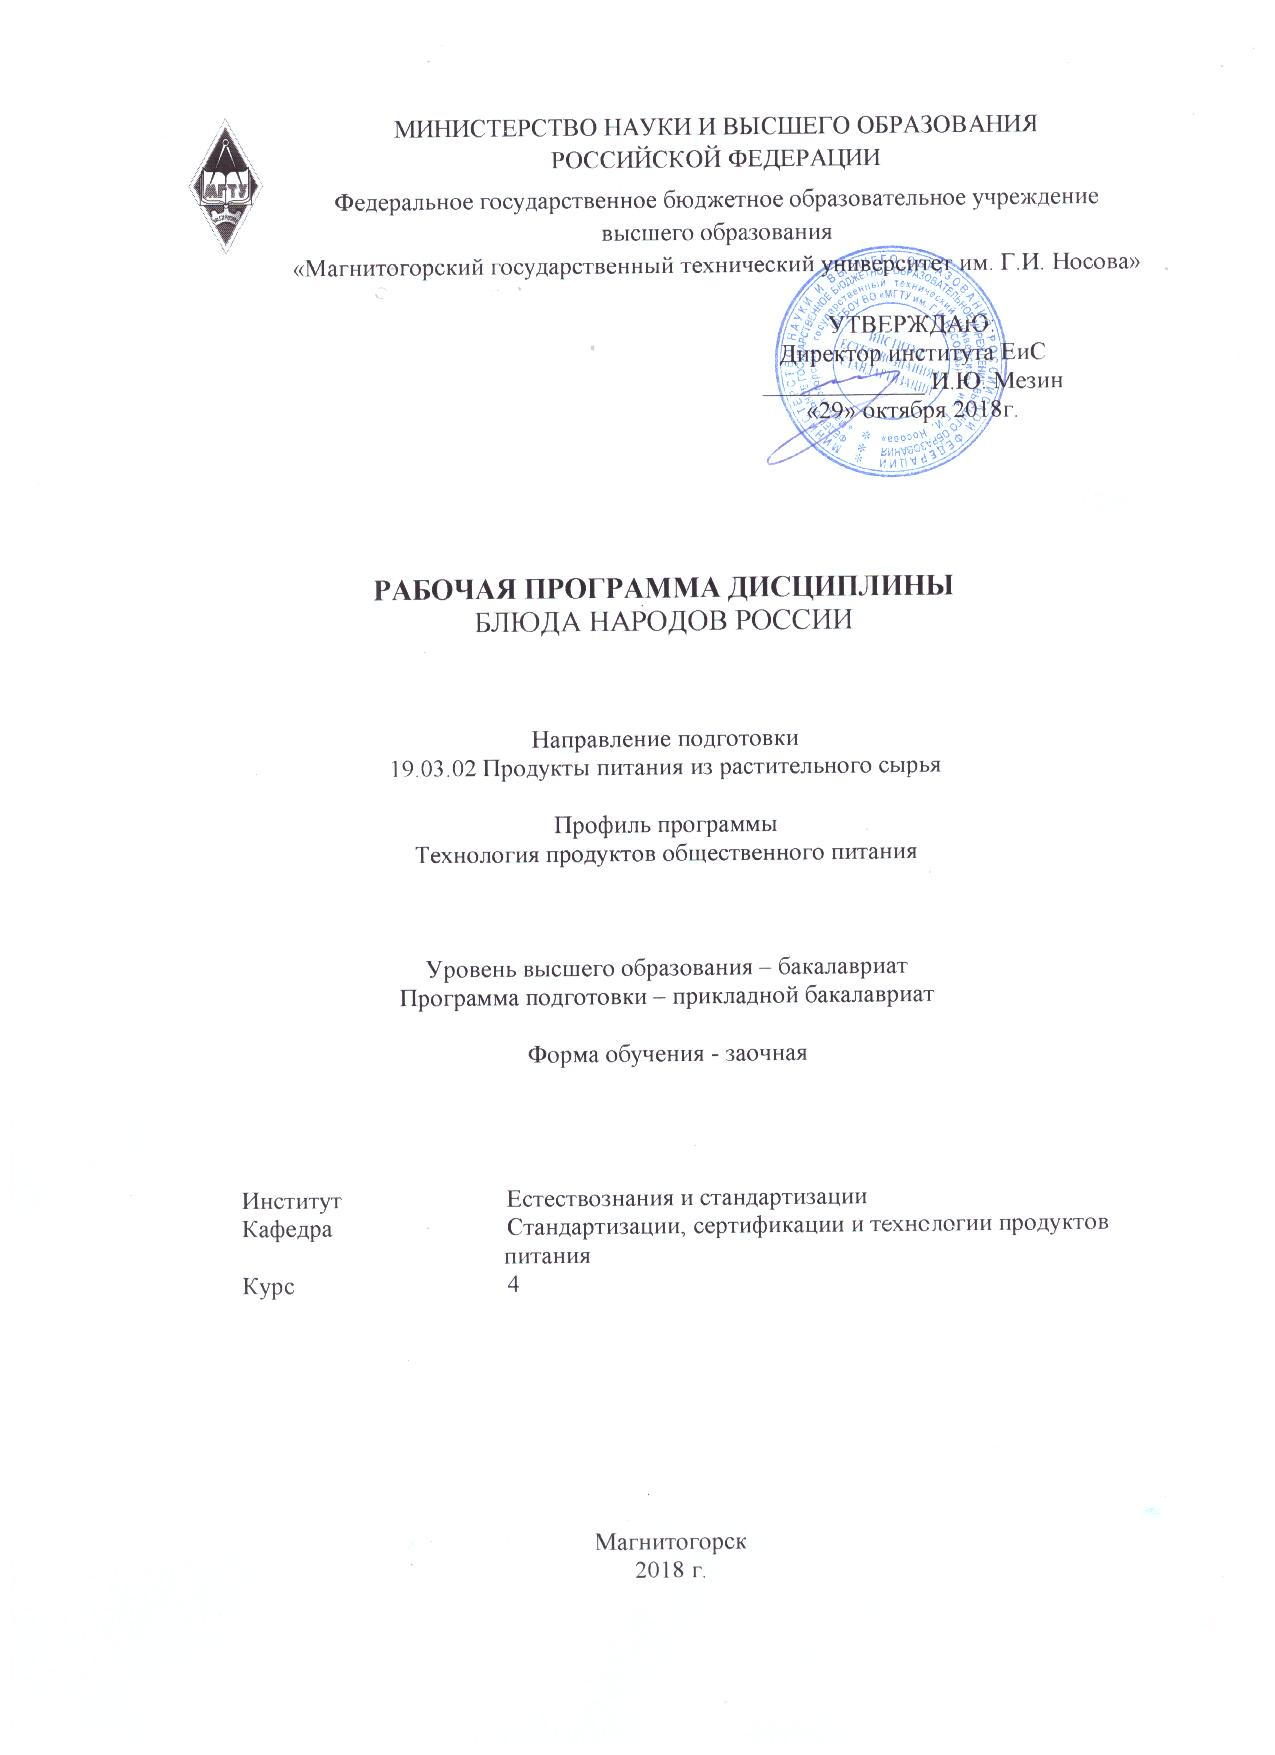 МИНИСТЕРСТВО НАУКИ И ВЫСШЕГО ОБРАЗОВАНИЯ
РОССИЙСКОЙ ФЕДЕРАЦИИ
Федеральное государственное бюджетное образовательное учреждение
высшего образования
«Магнитогорский государственный технический университет им. Г.И. Носова»
МГТУ
УТВЕРЖДАЮ
Директор института ЕиС
И.Ю. Мезин
«29» октября 2018г.
РАБОЧАЯ ПРОГРАММА ДИСЦИПЛИНЫ
БЛЮДА НАРОДОВ РОССИИ
Направление подготовки
19.03.02 Продукты питания из растительного сырья
Профиль программы
Технология продуктов общественного питания
Уровень высшего образования – бакалавриат
Программа подготовки – прикладной бакалавриат
Форма обучения - заочная
Институт Естествознания и стандартизации
Кафедра Стандартизации, сертификации и технологии продуктов
питания
Курс 4
Магнитогорск
2018 г.